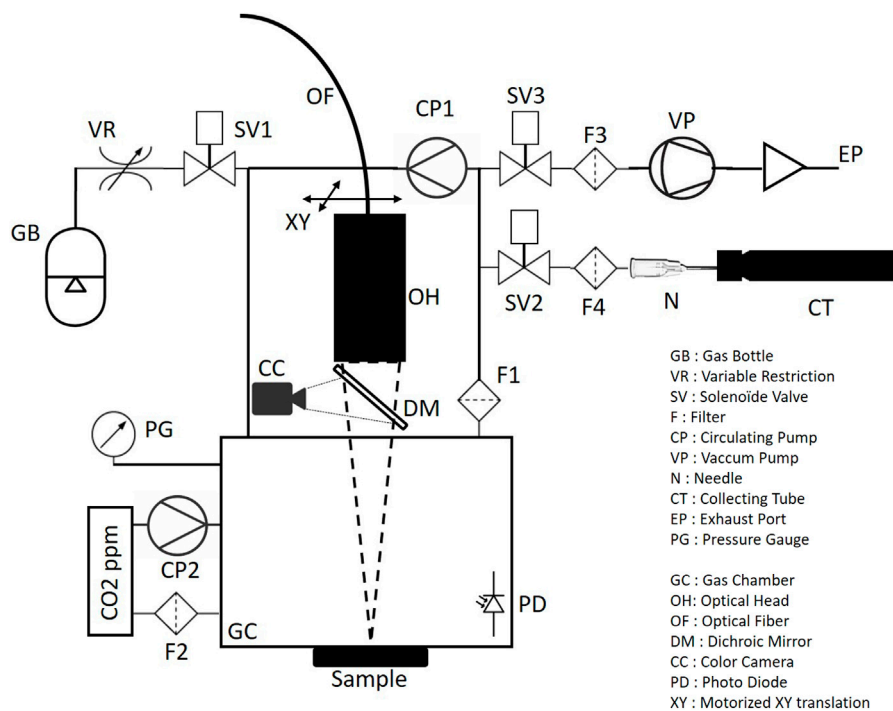 OF
CP1
SV3
VP
VR
SV1
F3
EP
XY
GB
OH
SV2
F4
N
CT
CC
F1
DM
PG
GB : Gas Bottle
VR : Variable Restriction
SV : Solenoïde Valve
F : Filter
CP : Circulating Pump
VP : Vaccum Pump
N : Needle
CT : Collecting Tube
EP : Exhaust Port
PG : Pressure Gauge
CO2 ppm
CP2
F2
GC
PD
Sample
GC : Gas Chamber
OH: Optical Head
OF : Optical Fiber
DM : Dichroic Mirror
CC : Color Camera
PD : Photo Diode
XY : Motorized XY translation